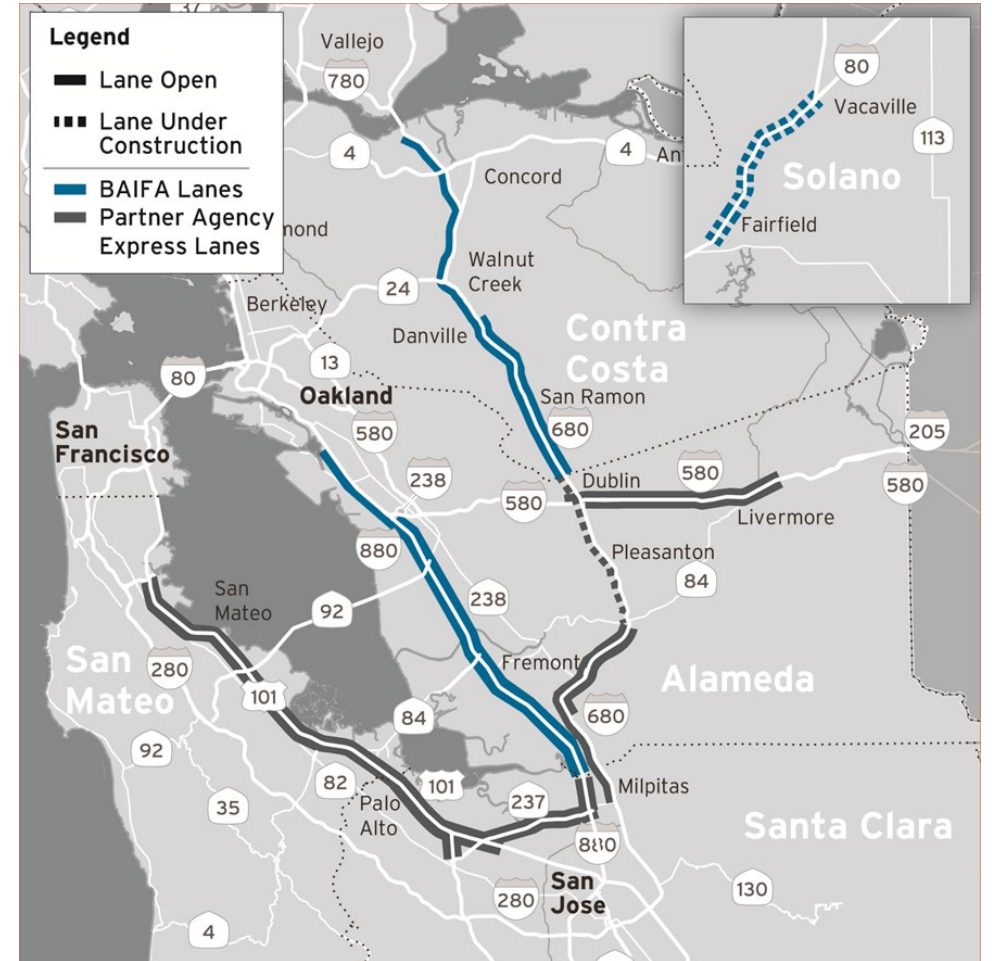 Legend
Lane Open
Lane Under
Construction
BAIFA Lanes
Partner Agency
Express Lanes
Vallejo
780
4
4
Concord
mond
Walnut
Creek
24
Berkeley
Danville
Contra
Costa
13
80
Oakland
San Ramon
680
580
San
Francisco
205
238
Dublin
580
580
580
Livermore
880
Pleasanton
84
San
Mateo
92
238
San
Mateo
280
101
Fremont
Alameda
84
680
92
82
101
237
Milpitas
35
Palo
Alto
Santa Clara
880
San
Jose
280
130
4
80
Vacaville
113
Solano
Fairfield